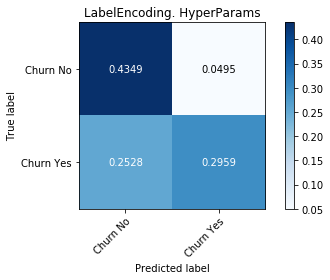 LabelEncoding. HyperParams
True label
Churn No
Churn Yes
0.4349
0.0495
0.2528
0.2959
Churn No
Churn Yes
Predicted label
0.40
0.35
0.30
0.25
0.20
0.15
0.10
0.05